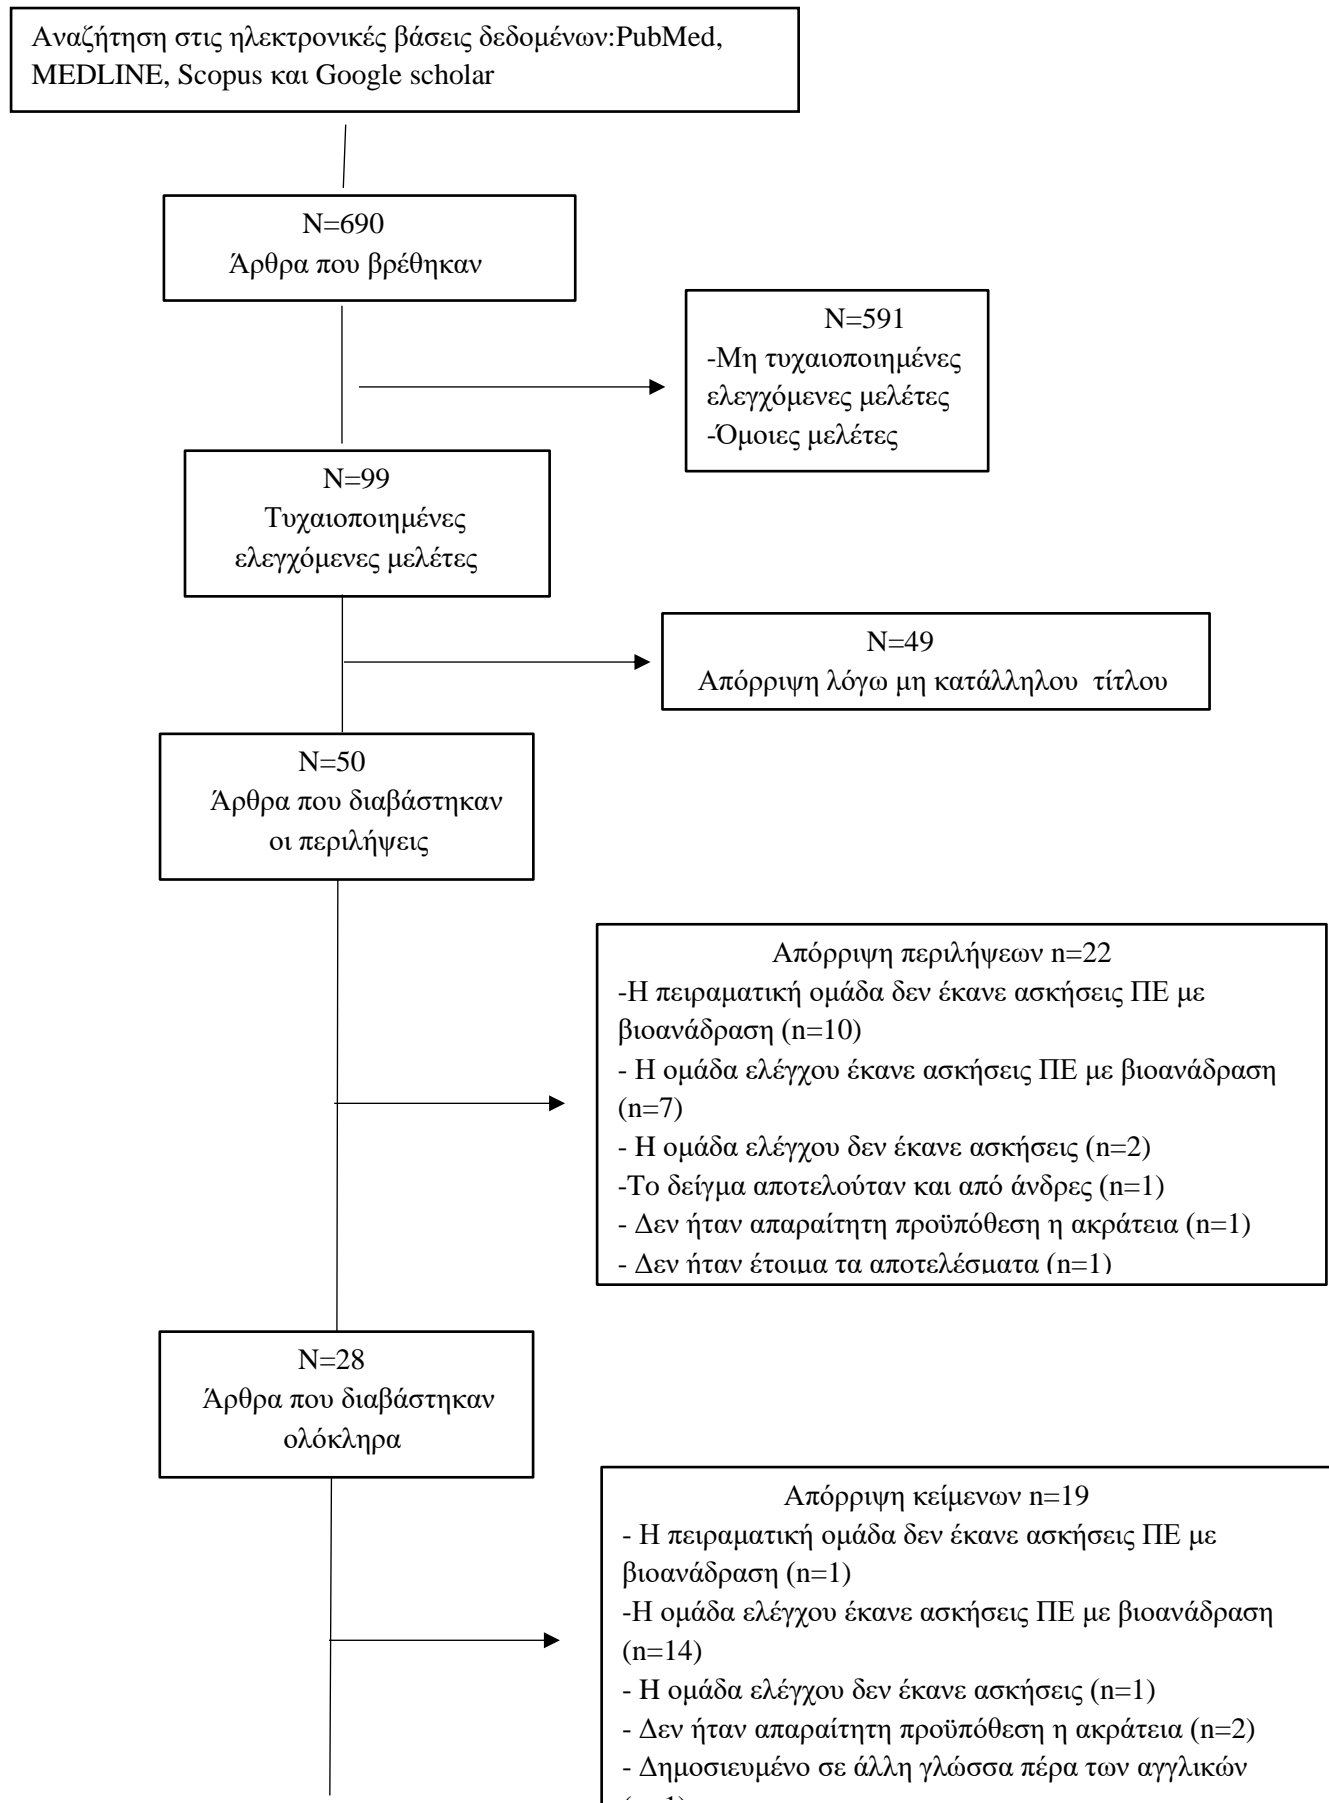 Αναζήτηση στις ηλεκτρονικές βάσεις δεδομένων:PubMed,
MEDLINE, Scopus και Google scholar
N=690
Άρθρα που βρέθηκαν
N=591
-Μη τυχαιοποιημένες
ελεγχόμενες μελέτες
-Όμοιες μελέτες
N=99
Τυχαιοποιημένες
ελεγχόμενες μελέτες
N=49
Απόρριψη λόγω μη κατάλληλου τίτλου
N=50
Άρθρα που διαβάστηκαν
οι περιλήψεις
Απόρριψη περιλήψεων n=22
-Η πειραματική ομάδα δεν έκανε ασκήσεις ΠΕ με
βιοανάδραση (n=10)
- Η ομάδα ελέγχου έκανε ασκήσεις ΠΕ με βιοανάδραση
(n=7)
- Η ομάδα ελέγχου δεν έκανε ασκήσεις (n=2)
-Το δείγμα αποτελούταν και από άνδρες (n=1)
- Δεν ήταν απαραίτητη προϋπόθεση η ακράτεια (n=1)
- Δεν ήταν έτοιμα τα αποτελέσματα (n=1)
N=28
Άρθρα που διαβάστηκαν
ολόκληρα
Απόρριψη κείμενων n=19
- Η πειραματική ομάδα δεν έκανε ασκήσεις ΠΕ με
βιοανάδραση (n=1)
-Η ομάδα ελέγχου έκανε ασκήσεις ΠΕ με βιοανάδραση
(n=14)
- Η ομάδα ελέγχου δεν έκανε ασκήσεις (n=1)
- Δεν ήταν απαραίτητη προϋπόθεση η ακράτεια (n=2)
- Δημοσιευμένο σε άλλη γλώσσα πέρα των αγγλικών